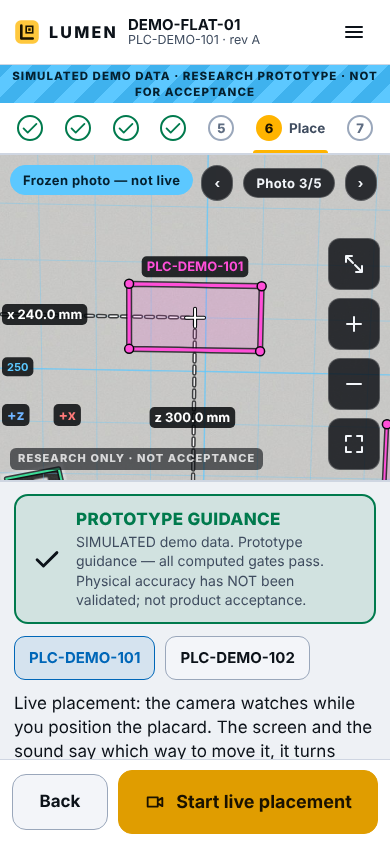 LUMEN
DEMO-FLAT-01
PLC-DEMO-101 · rev A
SIMULATED DEMO DATA · RESEARCH PROTOTYPE · NOT
FOR ACCEPTANCE
5
6 Place
7
Frozen photo — not live
‹
Photo 3/5
›
PLC-DEMO-101
x 240.0 mm
250
+z
+x
z 300.0 mm
RESEARCH ONLY · NOT ACCEPTANCE
PROTOTYPE GUIDANCE
SIMULATED demo data. Prototype
guidance — all computed gates pass.
Physical accuracy has NOT been
validated; not product acceptance.
PLC-DEMO-101
PLC-DEMO-102
Live placement: the camera watches while
you position the placard. The screen and the
sound say which way to move it, it turns
Back
Start live placement